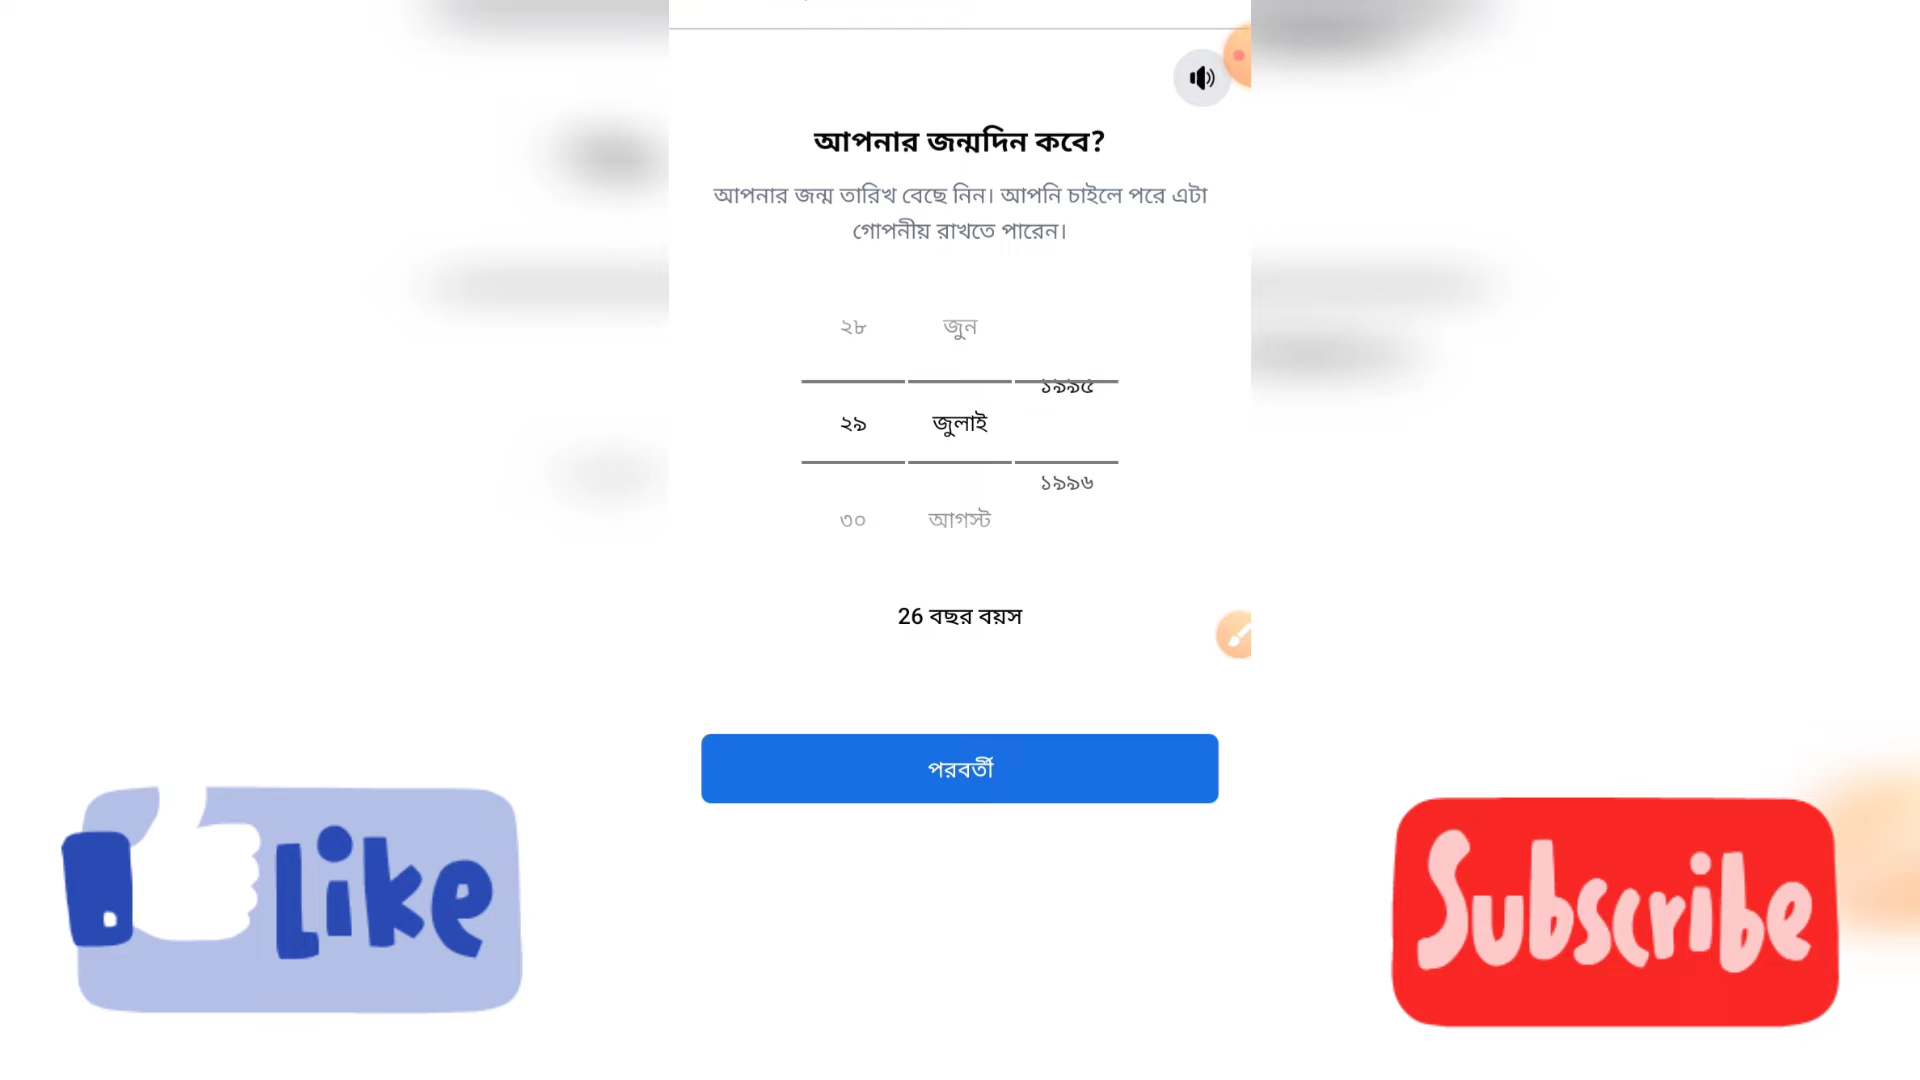 আপনার জন্মদিন কবে?
আপনার জন্ম তারিখ বেছে নিন। আপনি চাইলে পরে এটা
গোপনীয় রাখতে পারেন।
২৮ জুন
১৯৯৫
২৯ জুলাই
১৯৯৬
৩০ আগস্ট
26 বছর বয়স
পরবর্তী
Like
Subscribe